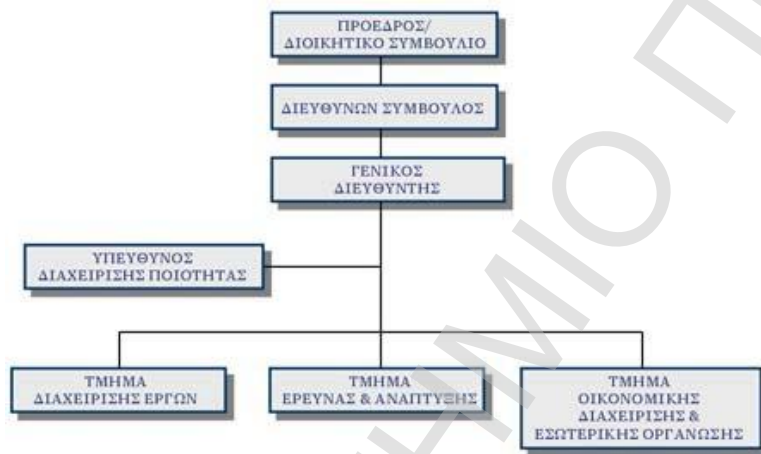 ΠΡΟΕΔΡΟΣ/
ΔΙΟΙΚΗΤΙΚΟ ΣΥΜΒΟΥΛΙΟ
ΔΙΕΥΘΥΝΩΝ ΣΥΜΒΟΥΛΟΣ
ΓΕΝΙΚΟΣ
ΔΙΕΥΘΥΝΤΗΣ
ΥΠΕΥΘΥΝΟΣ
ΔΙΑΧΕΙΡΙΣΗΣ ΠΟΙΟΤΗΤΑΣ
ΤΜΗΜΑ
ΔΙΑΧΕΙΡΙΣΗΣ ΕΡΓΩΝ
ΤΜΗΜΑ
ΕΡΕΥΝΑΣ & ΑΝΑΠΤΥΞΗΣ
ΤΜΗΜΑ
ΟΙΚΟΝΟΜΙΚΗΣ
ΔΙΑΧΕΙΡΙΣΗΣ &
ΕΣΩΤΕΡΙΚΗΣ ΟΡΓΑΝΩΣΗΣ